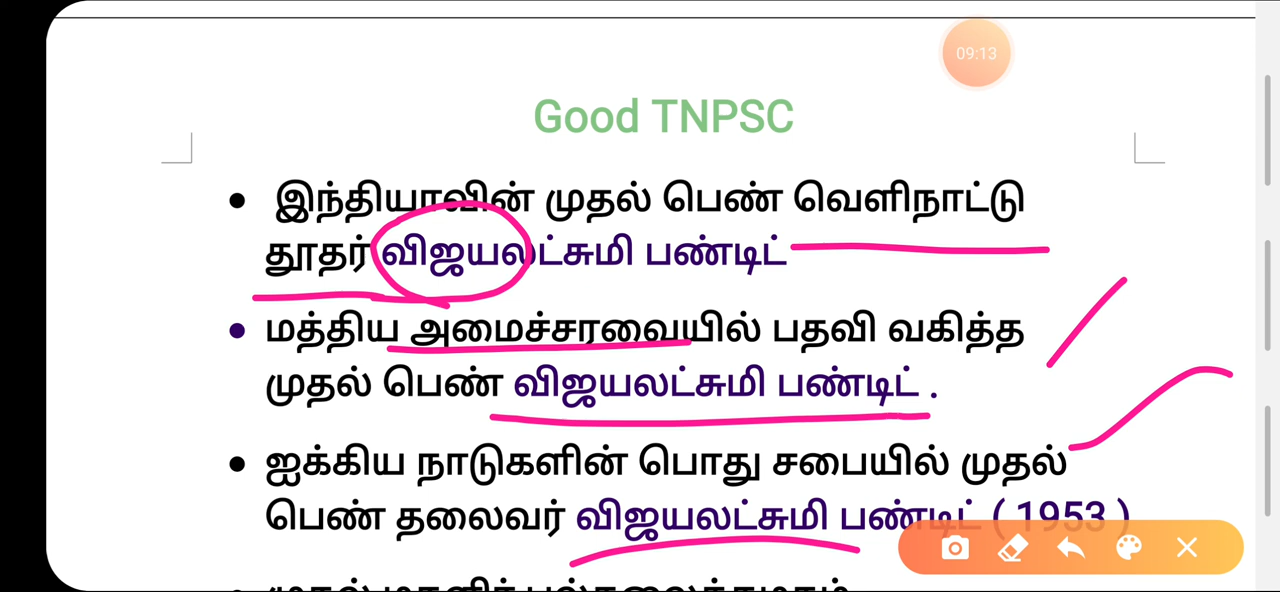 09:13
Good TNPSC
• இந்தியாவின் முதல் பெண் வெளிநாட்டு
தூதர் விஜயலட்சுமி பண்டிட்
• மத்திய அமைச்சரவையில் பதவி வகித்த
முதல் பெண் விஜயலட்சுமி பண்டிட் .
• ஐக்கிய நாடுகளின் பொது சபையில் முதல்
பெண் தலைவர் விஜயலட்சுமி பண்டிட் ( 1953 )